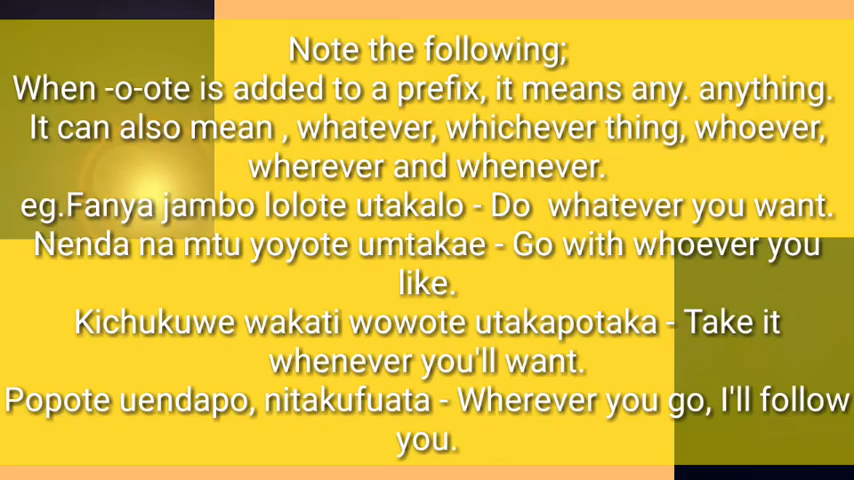 Note the following;
When -o-ote is added to a prefix, it means any. anything.
It can also mean , whatever, whichever thing, whoever,
wherever and whenever.
eg.Fanya jambo lolote utakalo - Do whatever you want.
Nenda na mtu yoyote umtakae - Go with whoever you
like.
Kichukuwe wakati wowote utakapotaka - Take it
whenever you'll want.
Popote uendapo, nitakufuata - Wherever you go, I'll follow
you.